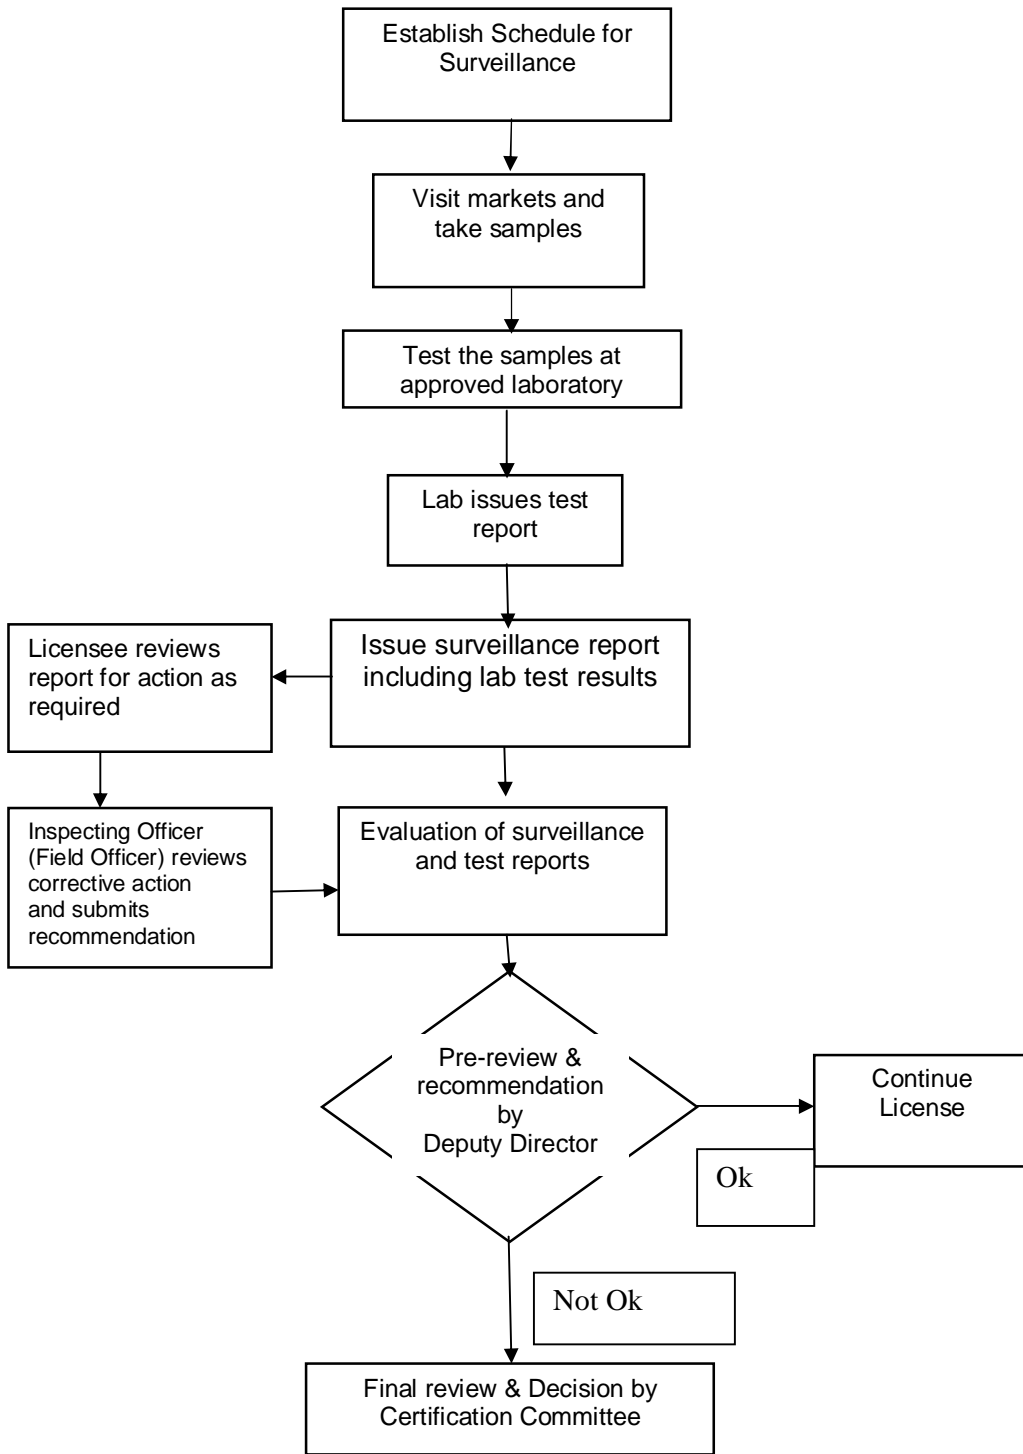 Establish Schedule for
Surveillance
Visit markets and
take samples
Test the samples at
approved laboratory
Lab issues test
report
Issue surveillance report
including lab test results
Licensee reviews
report for action as
required
Inspecting Officer
(Field Officer) reviews
corrective action
and submits
recommendation
Evaluation of surveillance
and test reports
Pre-review &
recommendation
by
Deputy Director
Continue
License
Ok
Not Ok
Final review & Decision by
Certification Committee